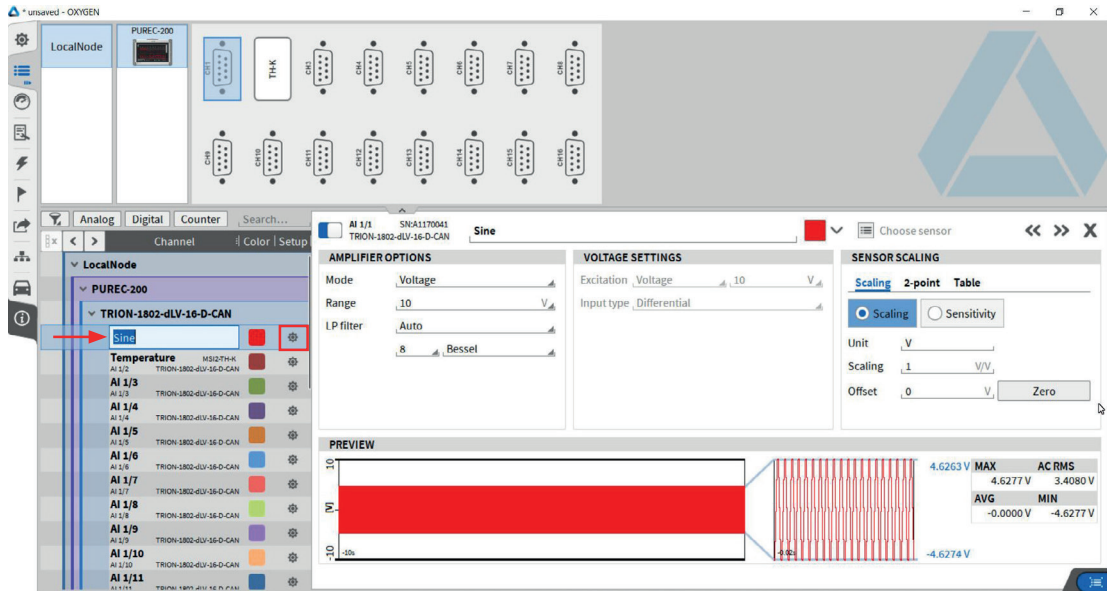 * unsaved - OXYGEN
LocalNode
PUREC-200
CH1
TH-K
CH3
CH4
CH5
CH6
CH7
CH8
CH9
CH10
CH11
CH12
CH13
CH14
CH15
CH16
Analog Digital Counter Search...
Channel Color Setup
LocalNode
PUREC-200
TRION-1802-dLV-16-D-CAN
Sine
Temperature MSI2-TH-K
AI 1/2 TRION-1802-dLV-16-D-CAN
AI 1/3
AI 1/3 TRION-1802-dLV-16-D-CAN
AI 1/4
AI 1/4 TRION-1802-dLV-16-D-CAN
AI 1/5
AI 1/5 TRION-1802-dLV-16-D-CAN
AI 1/6
AI 1/6 TRION-1802-dLV-16-D-CAN
AI 1/7
AI 1/7 TRION-1802-dLV-16-D-CAN
AI 1/8
AI 1/8 TRION-1802-dLV-16-D-CAN
AI 1/9
AI 1/9 TRION-1802-dLV-16-D-CAN
AI 1/10
AI 1/10 TRION-1802-dLV-16-D-CAN
AI 1/11
AI 1/11 TRION-1802-dLV-16-D-CAN
AI 1/1 SN:A1170041
TRION-1802-dLV-16-D-CAN
Sine
Choose sensor
AMPLIFIER OPTIONS
Mode Voltage
Range 10 V
LP filter Auto
8 Bessel
VOLTAGE SETTINGS
Excitation Voltage 10 V
Input type Differential
SENSOR SCALING
Scaling 2-point Table
Scaling Sensitivity
Unit V
Scaling 1 V/V
Offset 0 V Zero
PREVIEW
10
[V]
-10
-10s
-0.02s
4.6263 V
-4.6274 V
MAX AC RMS
4.6277 V 3.4080 V
AVG MIN
-0.0000 V -4.6277 V